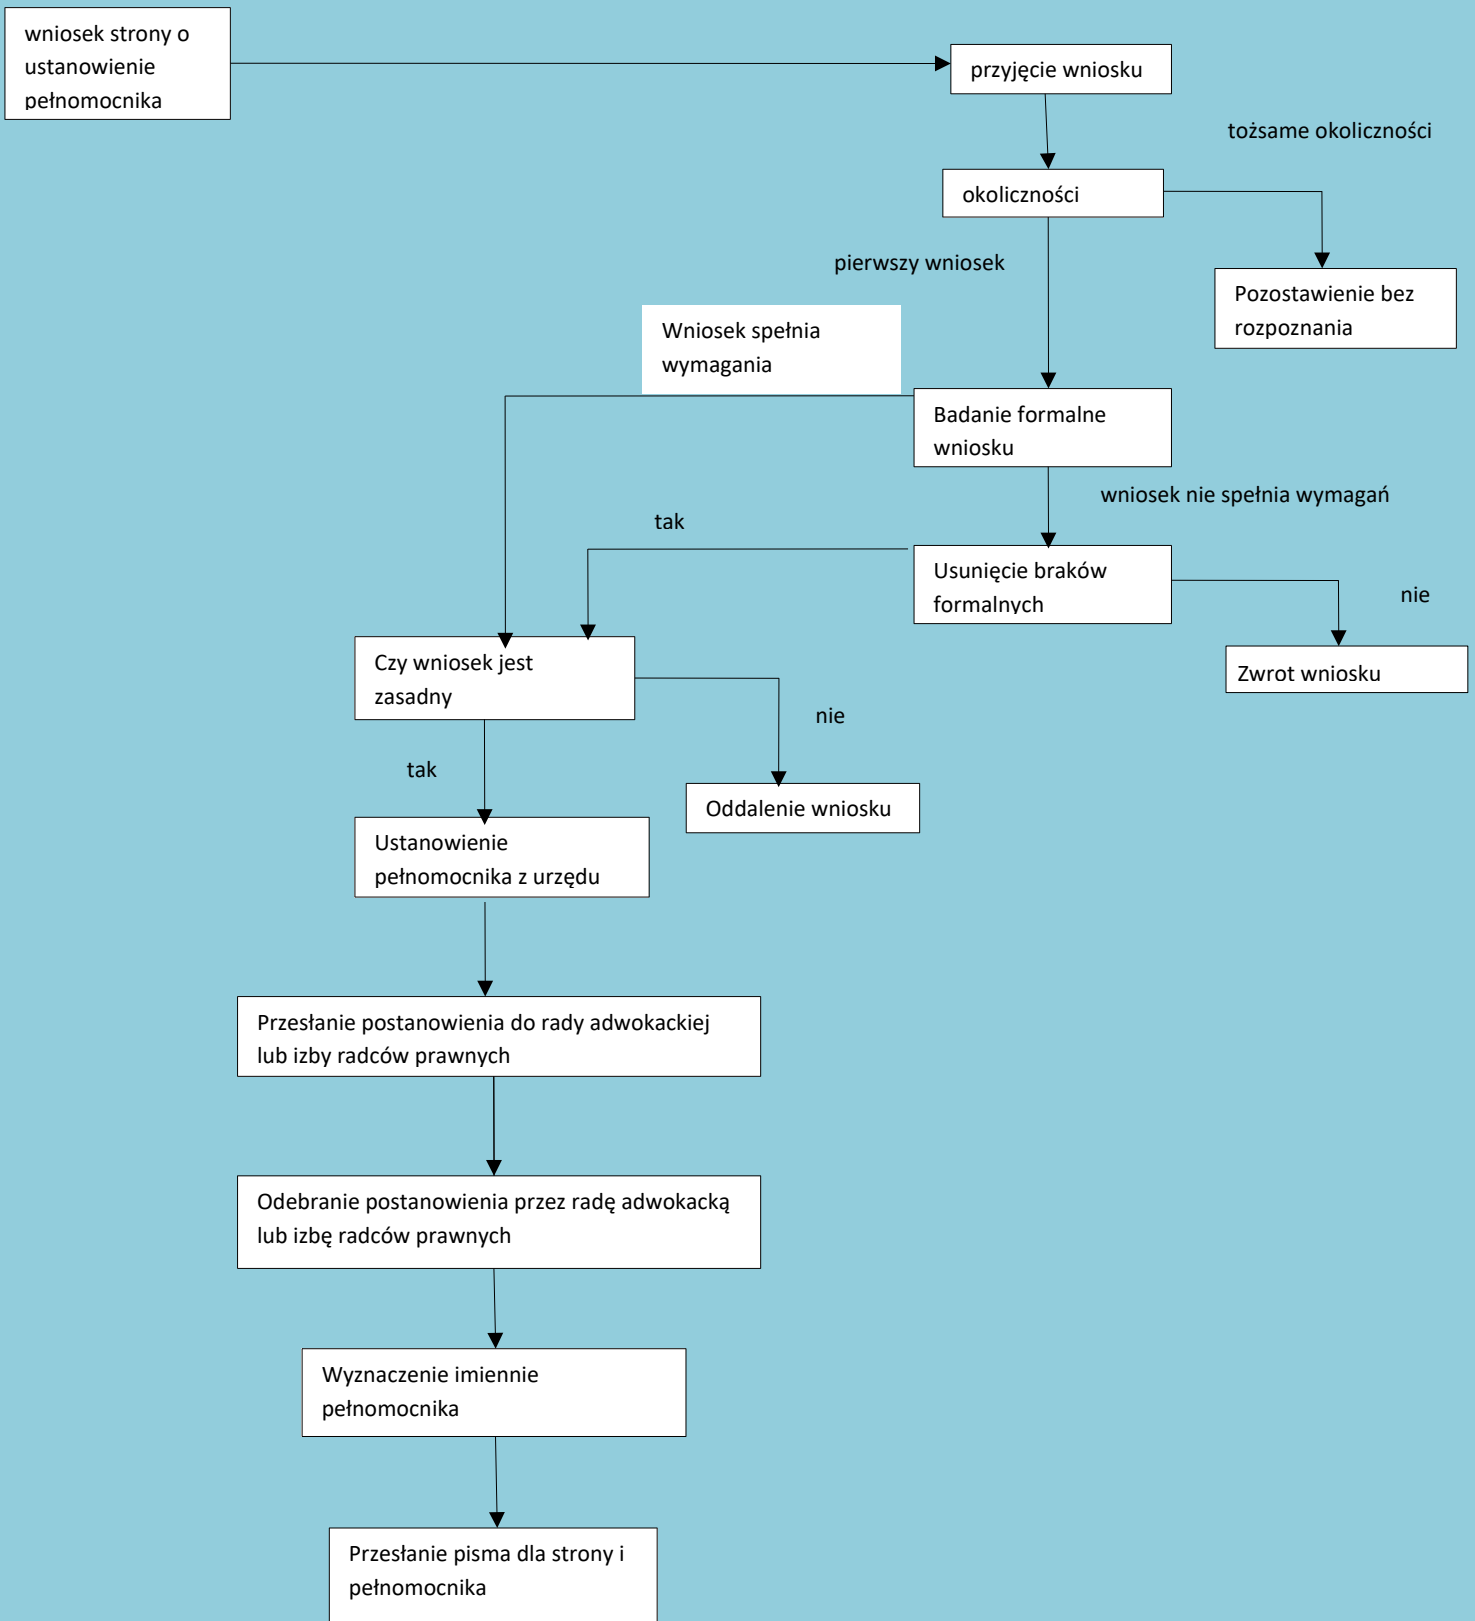 wniosek strony o
ustanowienie
pełnomocnika
przyjęcie wniosku
tożsame okoliczności
okoliczności
pierwszy wniosek
Pozostawienie bez
rozpoznania
Wniosek spełnia
wymagania
Badanie formalne
wniosku
wniosek nie spełnia wymagań
tak
Usunięcie braków
formalnych
nie
Czy wniosek jest
zasadny
Zwrot wniosku
nie
tak
Oddalenie wniosku
Ustanowienie
pełnomocnika z urzędu
Przesłanie postanowienia do rady adwokackiej
lub izby radców prawnych
Odebranie postanowienia przez radę adwokacką
lub izbę radców prawnych
Wyznaczenie imiennie
pełnomocnika
Przesłanie pisma dla strony i
pełnomocnika